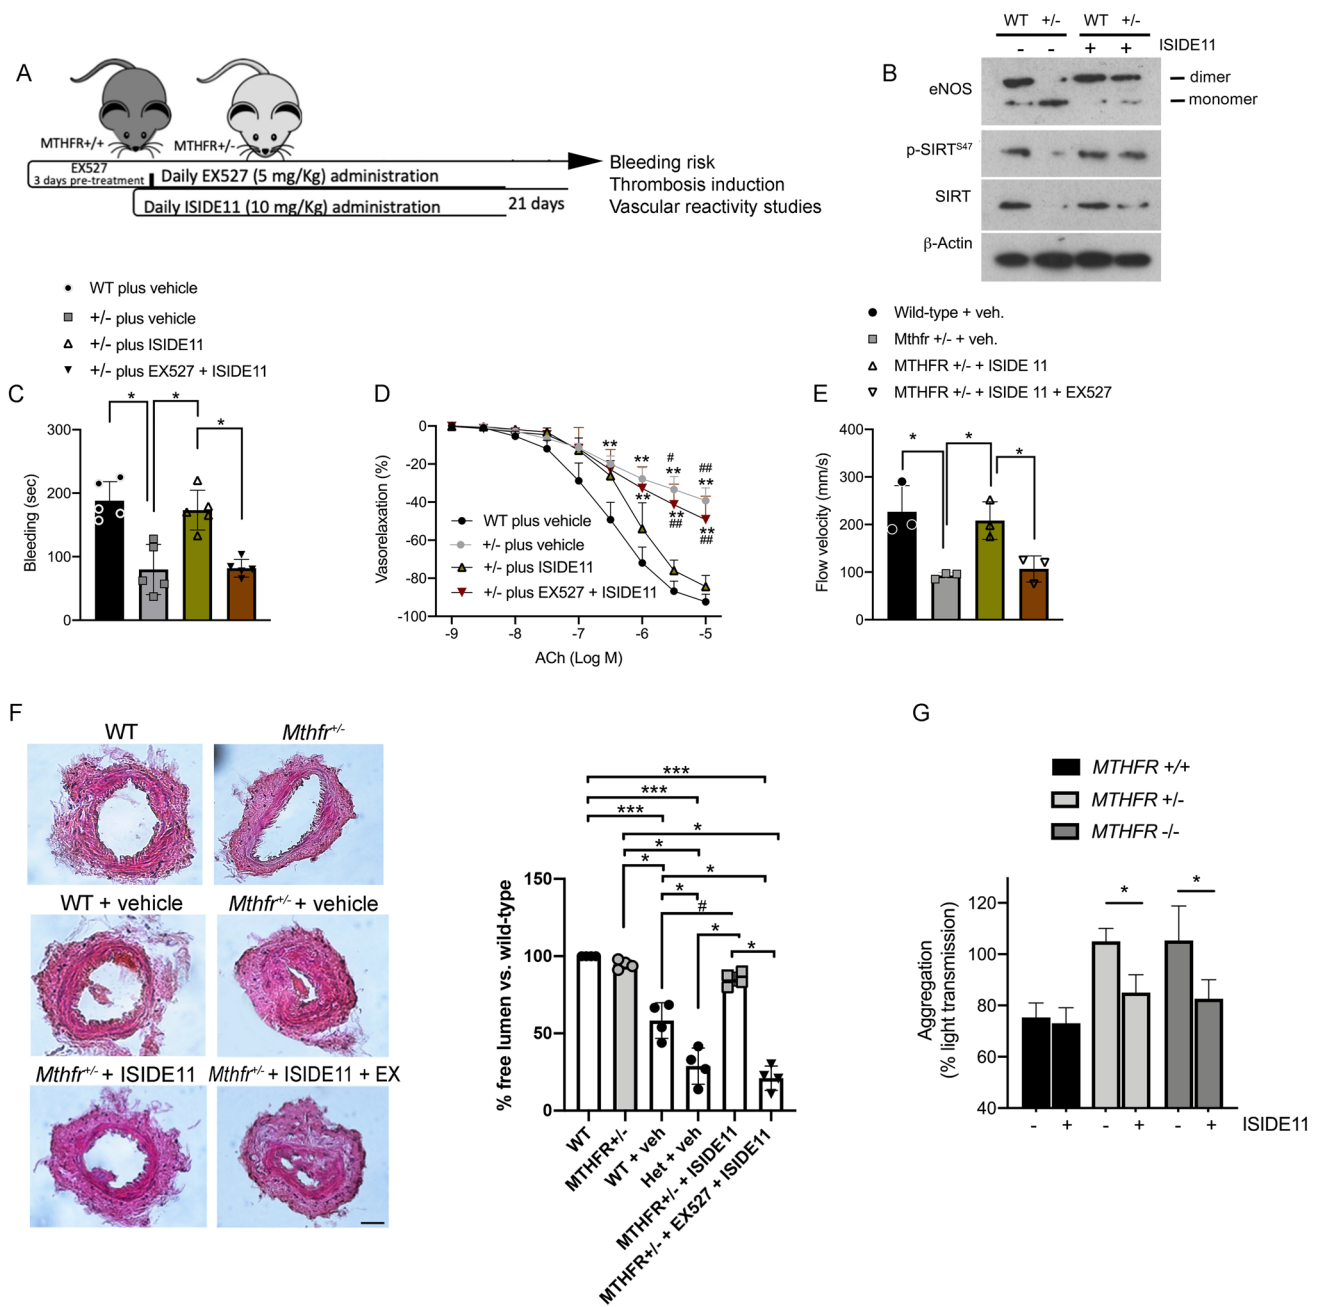 A
MTHFR+/+
MTHFR+/-
EX527
3 days pre-treatment
Daily EX527 (5 mg/Kg) administration
Daily ISIDE11 (10 mg/Kg) administration
21 days
Bleeding risk
Thrombosis induction
Vascular reactivity studies
B
WT +/- WT +/-
- - + + ISIDE11
eNOS
dimer
monomer
p-SIRTS47
SIRT
β-Actin
WT plus vehicle
+/- plus vehicle
+/- plus ISIDE11
+/- plus EX527 + ISIDE11
C
* *
*
Bleeding (sec)
300
200
100
0
D
Vasorelaxation (%)
0
-20
-40
-60
-80
-100
-9 -8 -7 -6 -5
ACh (Log M)
**
**
#
**
##
**
**
**
##
**
##
WT plus vehicle
+/- plus vehicle
+/- plus ISIDE11
+/- plus EX527 + ISIDE11
Wild-type + veh.
Mthfr +/- + veh.
MTHFR +/- + ISIDE 11
MTHFR +/- + ISIDE 11 + EX527
E
* *
*
Flow velocity (mm/s)
400
300
200
100
0
F
WT
Mthfr+/-
WT + vehicle
Mthfr+/- + vehicle
Mthfr+/- + ISIDE11
Mthfr+/- + ISIDE11 + EX
***
***
***
*
*
*
*
*
#
*
*
% free lumen vs. wild-type
150
100
50
0
WT
MTHFR+/-
WT + veh
Het + veh
MTHFR+/- + ISIDE11
MTHFR+/- + EX527 + ISIDE11
G
MTHFR +/+
MTHFR +/-
MTHFR -/-
* *
Aggregation
(% light transmission)
120
100
80
60
40
- + - + - + ISIDE11